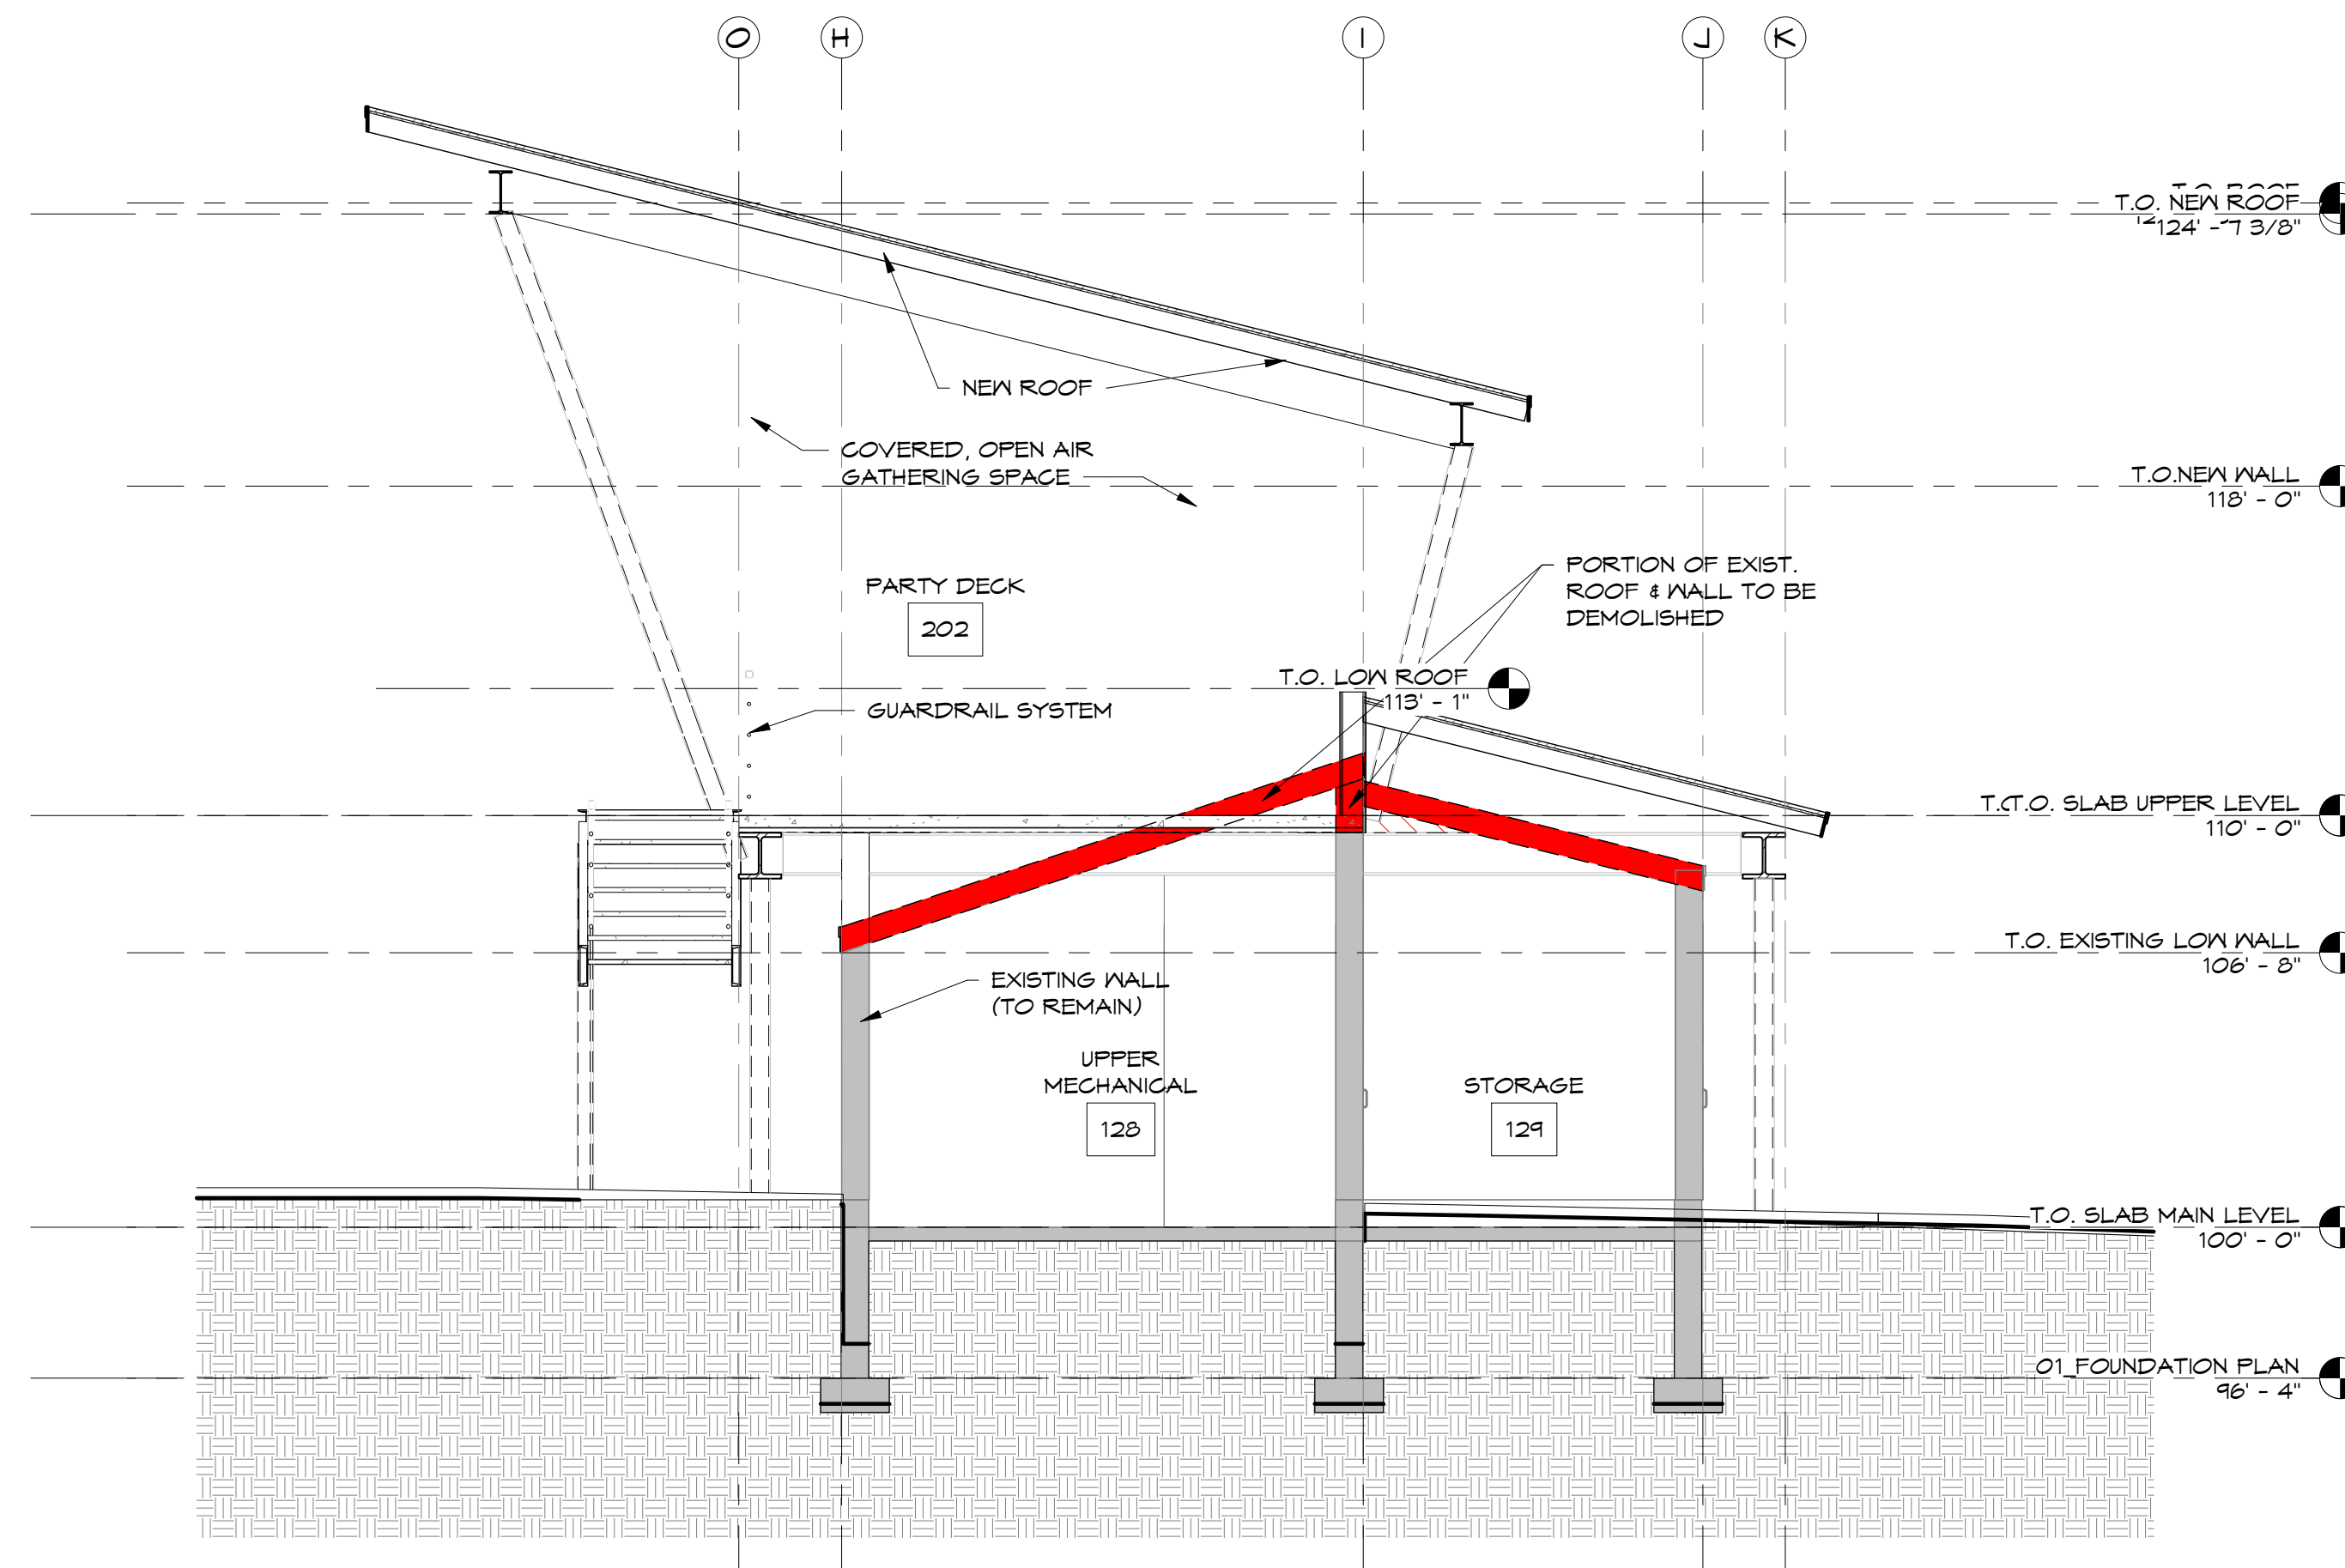 O H I J K
T.O. NEW ROOF
124' - 7 3/8"
NEW ROOF
COVERED, OPEN AIR
GATHERING SPACE
T.O.NEW WALL
118' - 0"
PORTION OF EXIST.
ROOF & WALL TO BE
DEMOLISHED
PARTY DECK
202
T.O. LOW ROOF
113' - 1"
GUARDRAIL SYSTEM
T.O. SLAB UPPER LEVEL
110' - 0"
T.O. EXISTING LOW WALL
106' - 8"
EXISTING WALL
(TO REMAIN)
UPPER
MECHANICAL
128
STORAGE
129
T.O. SLAB MAIN LEVEL
100' - 0"
01_FOUNDATION PLAN
96' - 4"